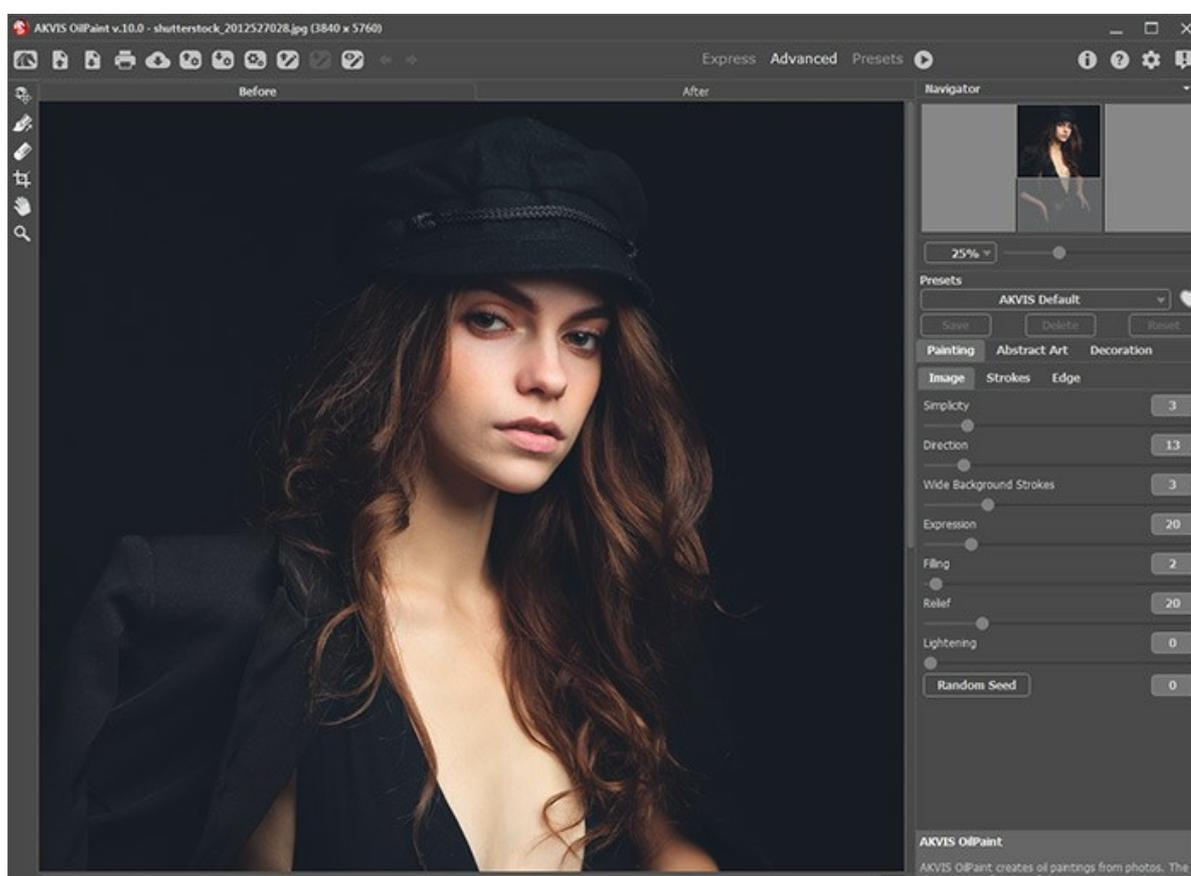 AKVIS OilPaint v.10.0 - shutterstock_2012527028.jpg (3840 x 5760)
Express Advanced Presets
Before After
Navigator
25%
Presets
AKVIS Default
Save Delete Reset
Painting Abstract Art Decoration
Image Strokes Edge
Simplicity 3
Direction 13
Wide Background Strokes 3
Expression 20
Filling 2
Relief 20
Lightening 0
Random Seed 0
AKVIS OilPaint
AKVIS OilPaint creates oil paintings from photos. The